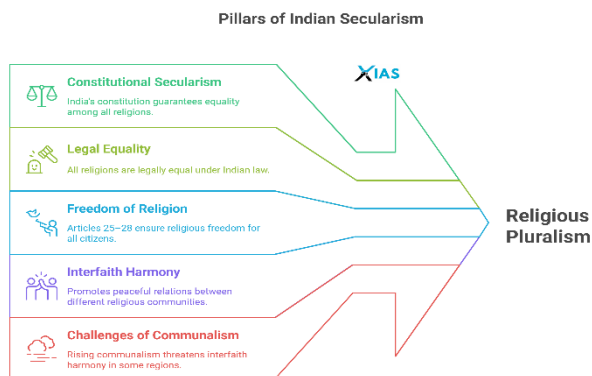 Pillars of Indian Secularism
XIAS
Constitutional Secularism
India's constitution guarantees equality
among all religions.
Legal Equality
All religions are legally equal under Indian law.
Freedom of Religion
Articles 25–28 ensure religious freedom for
all citizens.
Interfaith Harmony
Promotes peaceful relations between
different religious communities.
Challenges of Communalism
Rising communalism threatens interfaith
harmony in some regions.
Religious
Pluralism